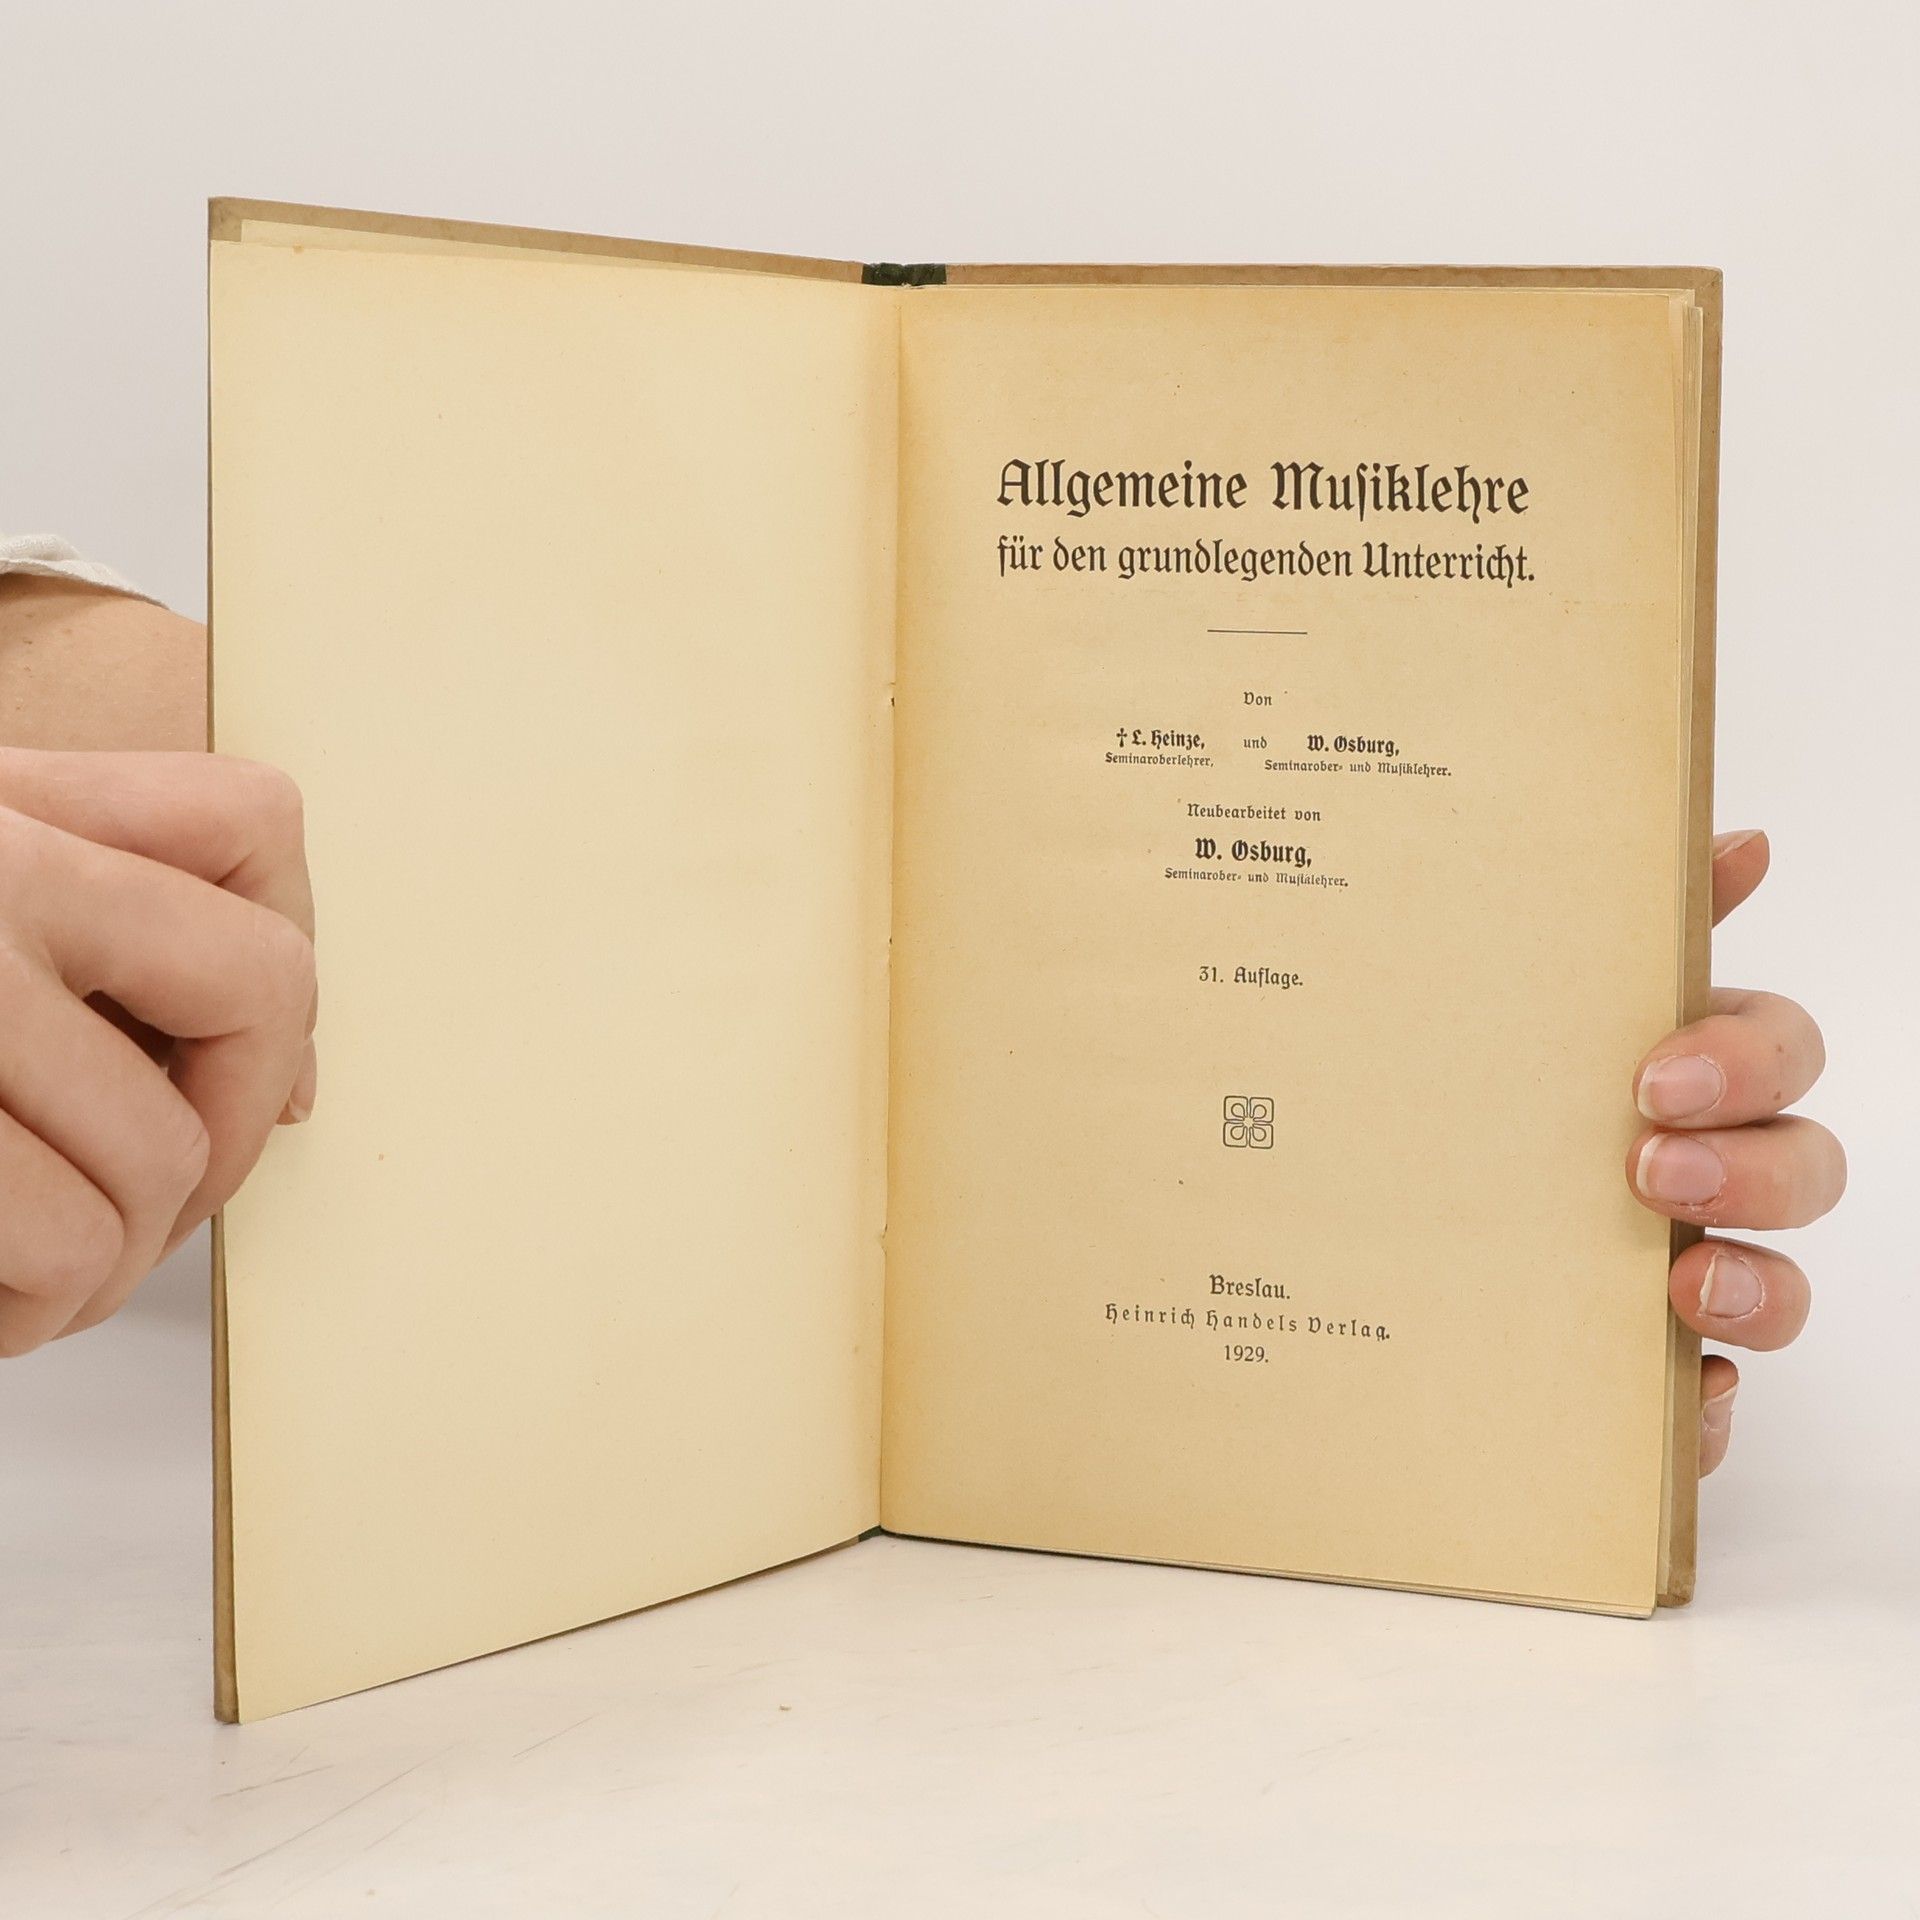 Allgemeine Muſiklehre
für den grundlegenden Unterricht.
Von
† L. Heinze, und W. Osburg,
Seminaroberlehrer, Seminarober- und Muſiklehrer.
Neubearbeitet von
W. Osburg,
Seminarober- und Muſiklehrer.
31. Auflage.
Breslau.
Heinrich Handels Verlag.
1929.